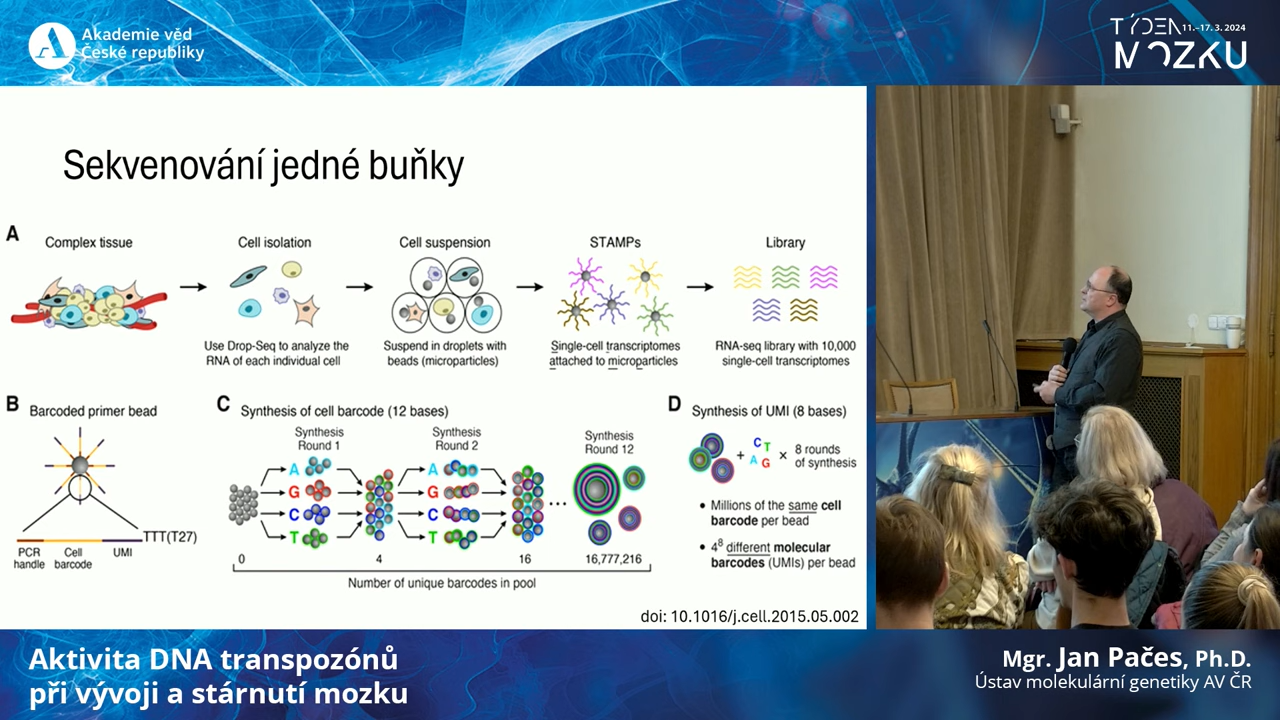 Akademie věd
České republiky
TÝDEN 11.–17. 3. 2024
MOZKU
Sekvenování jedné buňky
A
Complex tissue
Cell isolation
Cell suspension
STAMPs
Library
Use Drop-Seq to analyze the
RNA of each individual cell
Suspend in droplets with
beads (microparticles)
Single-cell transcriptomes
attached to microparticles
RNA-seq library with 10,000
single-cell transcriptomes
B
Barcoded primer bead
TTT(T27)
PCR
handle
Cell
barcode
UMI
C
Synthesis of cell barcode (12 bases)
Synthesis
Round 1
Synthesis
Round 2
Synthesis
Round 12
A
G
C
T
A
G
C
T
...
0
4
16
16,777,216
Number of unique barcodes in pool
D
Synthesis of UMI (8 bases)
+
C
T
A
G
×
8 rounds
of synthesis
• Millions of the same cell
barcode per bead
• 4⁸ different molecular
barcodes (UMIs) per bead
doi: 10.1016/j.cell.2015.05.002
Aktivita DNA transpozónů
při vývoji a stárnutí mozku
Mgr. Jan Pačes, Ph.D.
Ústav molekulární genetiky AV ČR